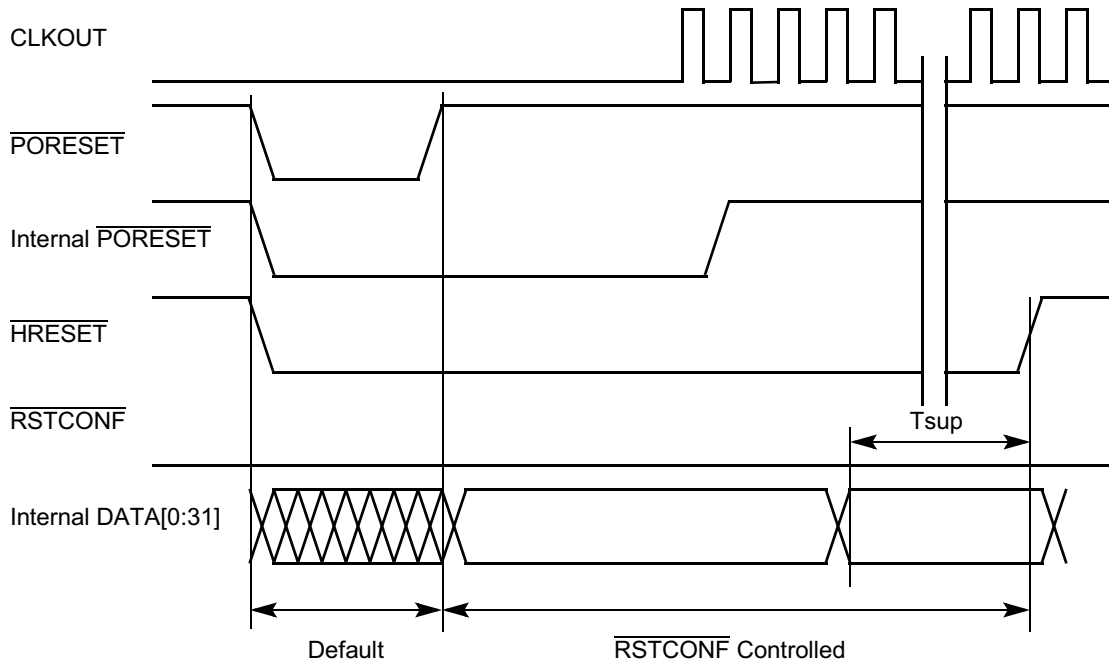 CLKOUT
PORESET
Internal PORESET
HRESET
RSTCONF
Tsup
Internal DATA[0:31]
Default
RSTCONF Controlled